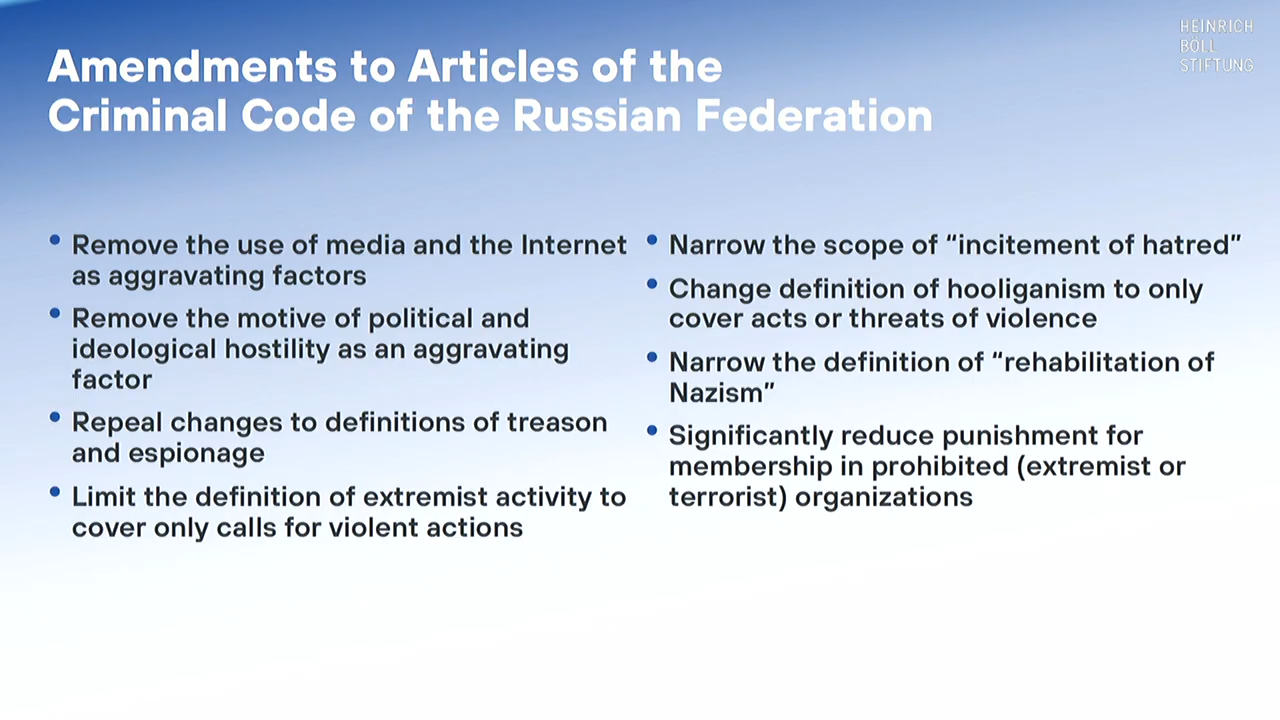 HEINRICH
BÖLL
STIFTUNG
Amendments to Articles of the
Criminal Code of the Russian Federation
• Remove the use of media and the Internet
as aggravating factors
• Remove the motive of political and
ideological hostility as an aggravating
factor
• Repeal changes to definitions of treason
and espionage
• Limit the definition of extremist activity to
cover only calls for violent actions
• Narrow the scope of “incitement of hatred”
• Change definition of hooliganism to only
cover acts or threats of violence
• Narrow the definition of “rehabilitation of
Nazism”
• Significantly reduce punishment for
membership in prohibited (extremist or
terrorist) organizations